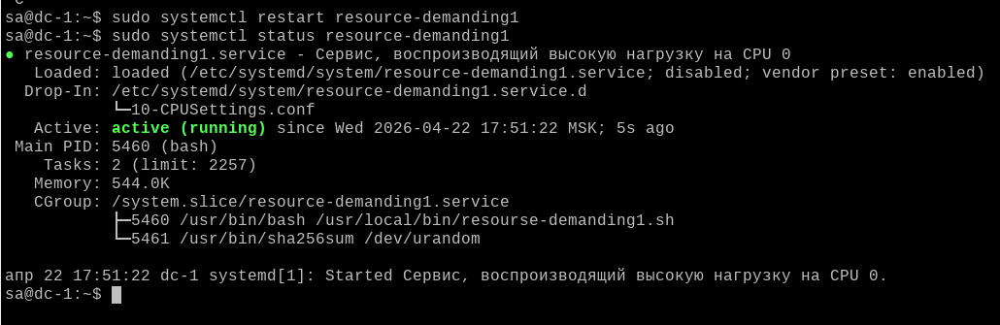 sa@dc-1:~$ sudo systemctl restart resource-demanding1
sa@dc-1:~$ sudo systemctl status resource-demanding1
● resource-demanding1.service - Сервис, воспроизводящий высокую нагрузку на CPU 0
   Loaded: loaded (/etc/systemd/system/resource-demanding1.service; disabled; vendor preset: enabled)
  Drop-In: /etc/systemd/system/resource-demanding1.service.d
           └─10-CPUSettings.conf
   Active: active (running) since Wed 2026-04-22 17:51:22 MSK; 5s ago
 Main PID: 5460 (bash)
    Tasks: 2 (limit: 2257)
   Memory: 544.0K
   CGroup: /system.slice/resource-demanding1.service
           ├─5460 /usr/bin/bash /usr/local/bin/resourse-demanding1.sh
           └─5461 /usr/bin/sha256sum /dev/urandom

апр 22 17:51:22 dc-1 systemd[1]: Started Сервис, воспроизводящий высокую нагрузку на CPU 0.
sa@dc-1:~$